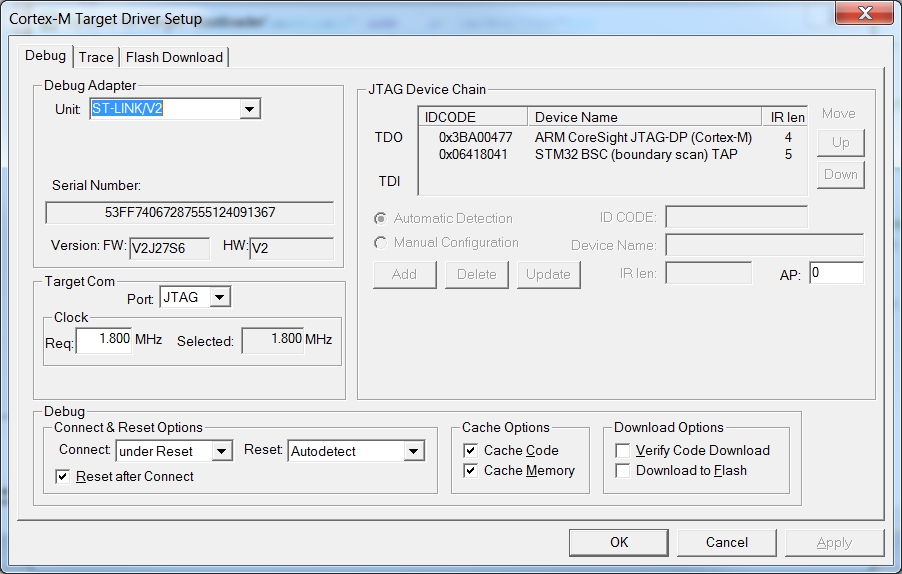 Cortex-M Target Driver Setup
Debug Trace Flash Download
Debug Adapter
Unit: ST-LINK/V2
Serial Number:
53FF74067287555124091367
Version: FW: V2J27S6 HW: V2
Target Com
Port: JTAG
Clock
Req: 1.800 MHz Selected: 1.800 MHz
JTAG Device Chain
IDCODE Device Name IR len Move
TDO 0x3BA00477 ARM CoreSight JTAG-DP (Cortex-M) 4 Up
0x06418041 STM32 BSC (boundary scan) TAP 5
TDI Down
Automatic Detection ID CODE:
Manual Configuration Device Name:
Add Delete Update IR len: AP: 0
Debug
Connect & Reset Options
Connect: under Reset Reset: Autodetect
Reset after Connect
Cache Options
Cache Code
Cache Memory
Download Options
Verify Code Download
Download to Flash
OK Cancel Apply